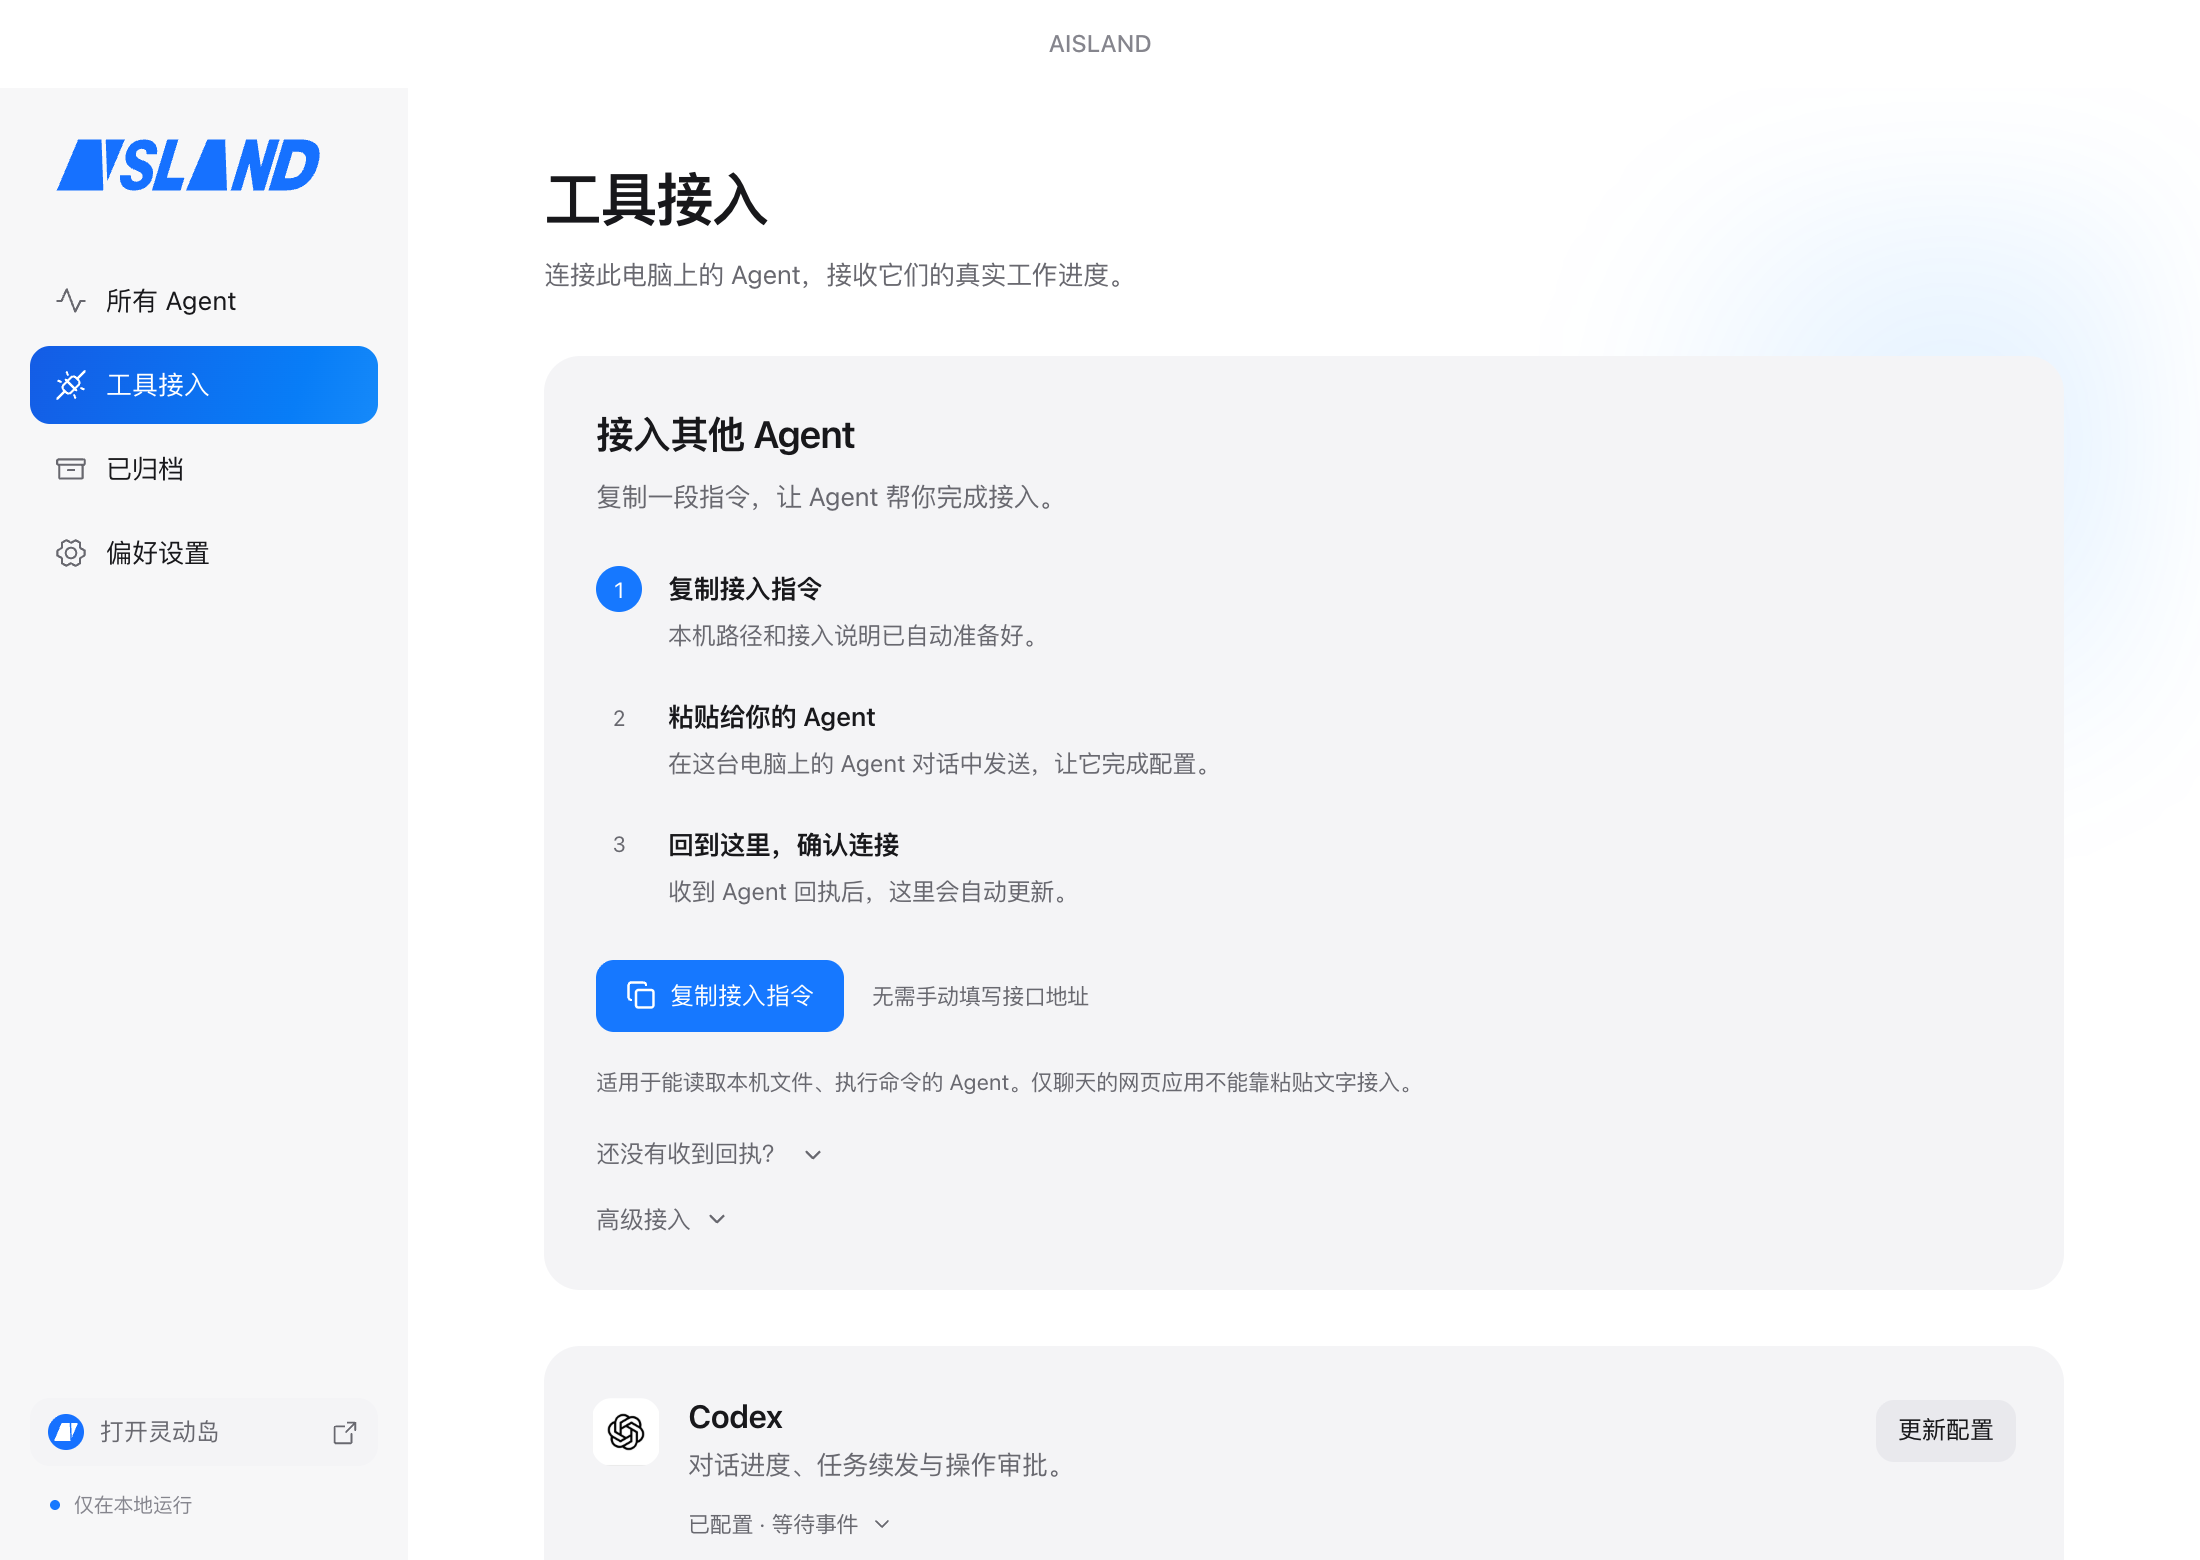 AISLAND
AISLAND
所有 Agent
工具接入
已归档
偏好设置
打开灵动岛
仅在本地运行
工具接入
连接此电脑上的 Agent，接收它们的真实工作进度。
接入其他 Agent
复制一段指令，让 Agent 帮你完成接入。
1 复制接入指令
本机路径和接入说明已自动准备好。
2 粘贴给你的 Agent
在这台电脑上的 Agent 对话中发送，让它完成配置。
3 回到这里，确认连接
收到 Agent 回执后，这里会自动更新。
复制接入指令 无需手动填写接口地址
适用于能读取本机文件、执行命令的 Agent。仅聊天的网页应用不能靠粘贴文字接入。
还没有收到回执？
高级接入
Codex
更新配置
对话进度、任务续发与操作审批。
已配置 · 等待事件